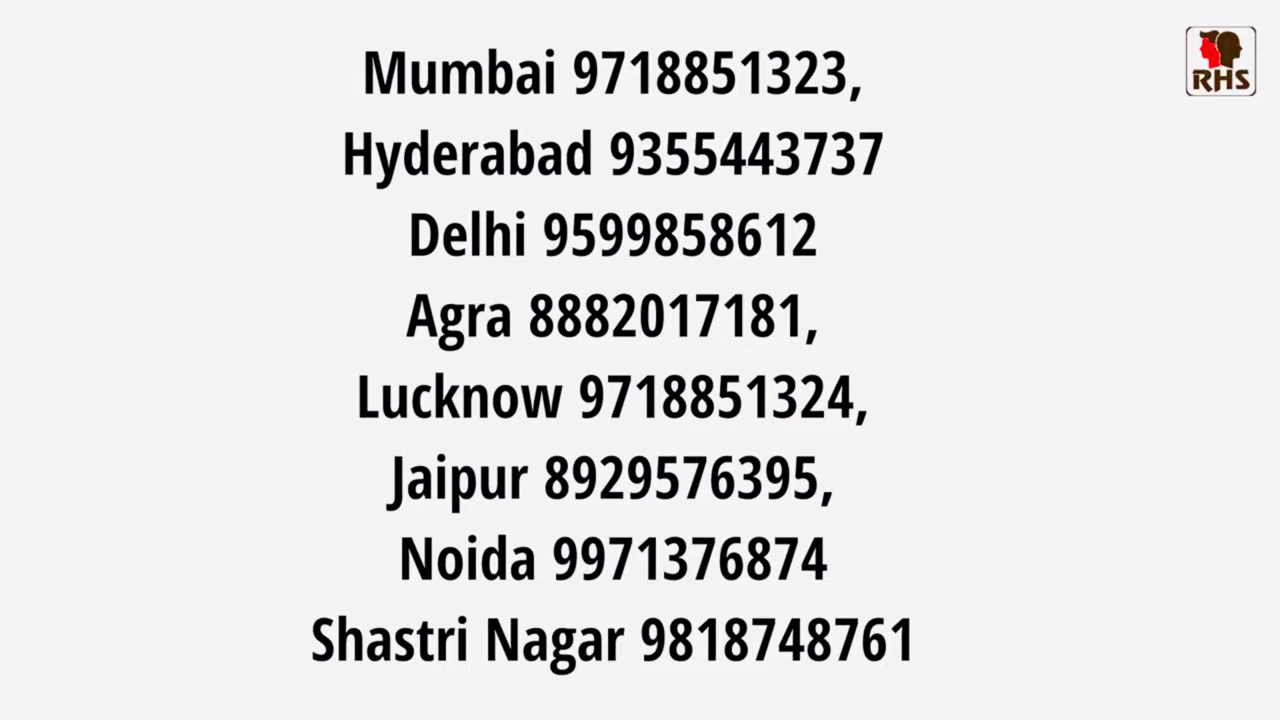 Mumbai 9718851323,
RHS
Hyderabad 9355443737
Delhi 9599858612
Agra 8882017181,
Lucknow 9718851324,
Jaipur 8929576395,
Noida 9971376874
Shastri Nagar 9818748761